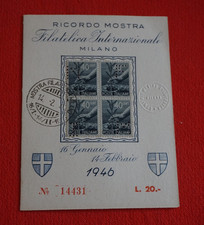 RICORDO MOSTRA
Filatelica Internazionale
MILANO
16 Gennaio
14 Febbraio
1946
No 14431
L. 20.-